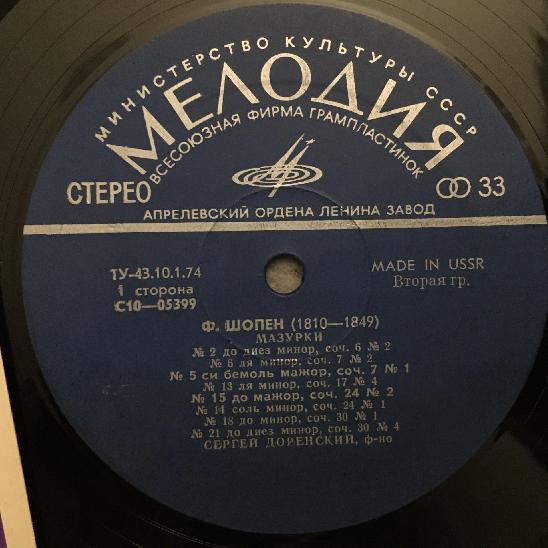 МИНИСТЕРСТВО КУЛЬТУРЫ СССР
МЕЛОДИЯ
ВСЕСОЮЗНАЯ ФИРМА ГРАМПЛАСТИНОК
СТЕРЕО
33
АПРЕЛЕВСКИЙ ОРДЕНА ЛЕНИНА ЗАВОД
ТУ—43.10.1.74
1 сторона
С10—05399
MADE IN USSR
Вторая гр.
Ф. ШОПЕН (1810—1849)
МАЗУРКИ
№ 2 до диез минор, соч. 6 № 2
№ 6 ля минор, соч. 7 № 2
№ 5 си бемоль мажор, соч. 7 № 1
№ 13 ля минор, соч. 17 № 4
№ 15 до мажор, соч. 24 № 2
№ 14 соль минор, соч. 24 № 1
№ 18 до минор, соч. 30 № 1
№ 21 до диез минор, соч. 30 № 4
СЕРГЕЙ ДОРЕНСКИЙ, ф-но